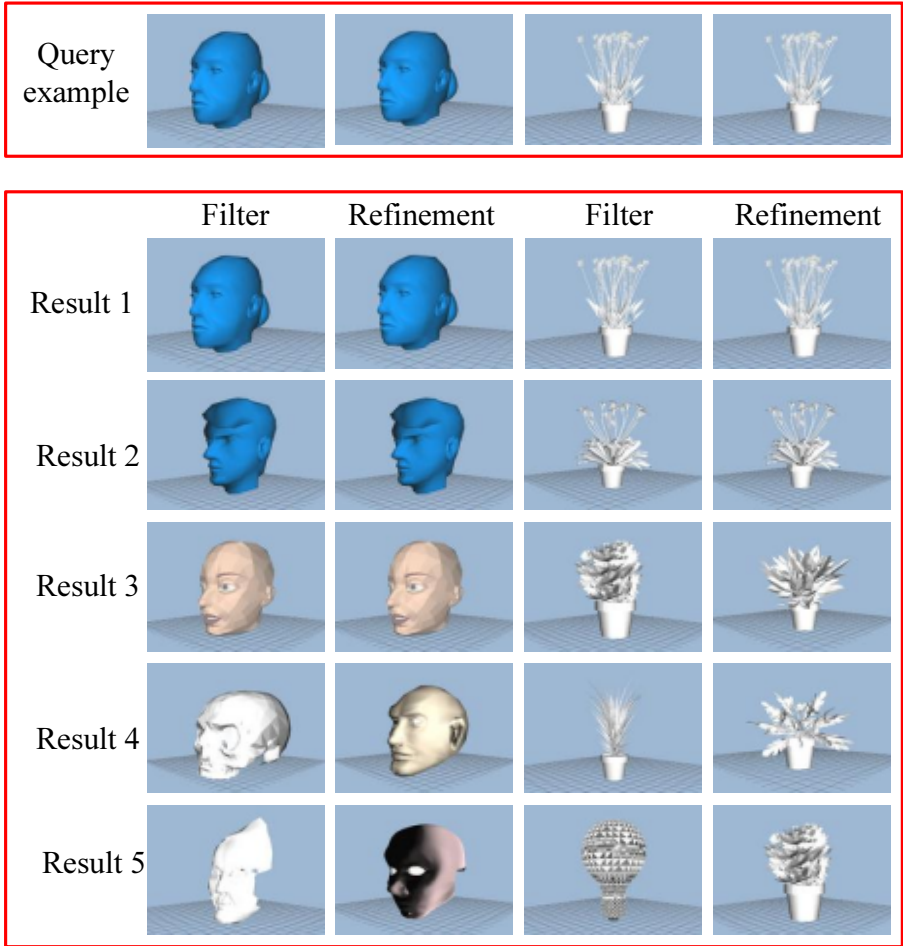 Query
example
Filter Refinement Filter Refinement
Result 1
Result 2
Result 3
Result 4
Result 5